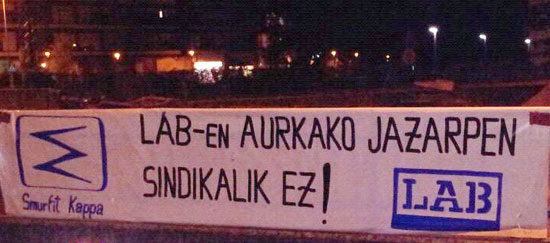 LAB-EN AURKAKO JAZARPEN
SINDIKALIK EZ!
Smurfit Kappa
LAB